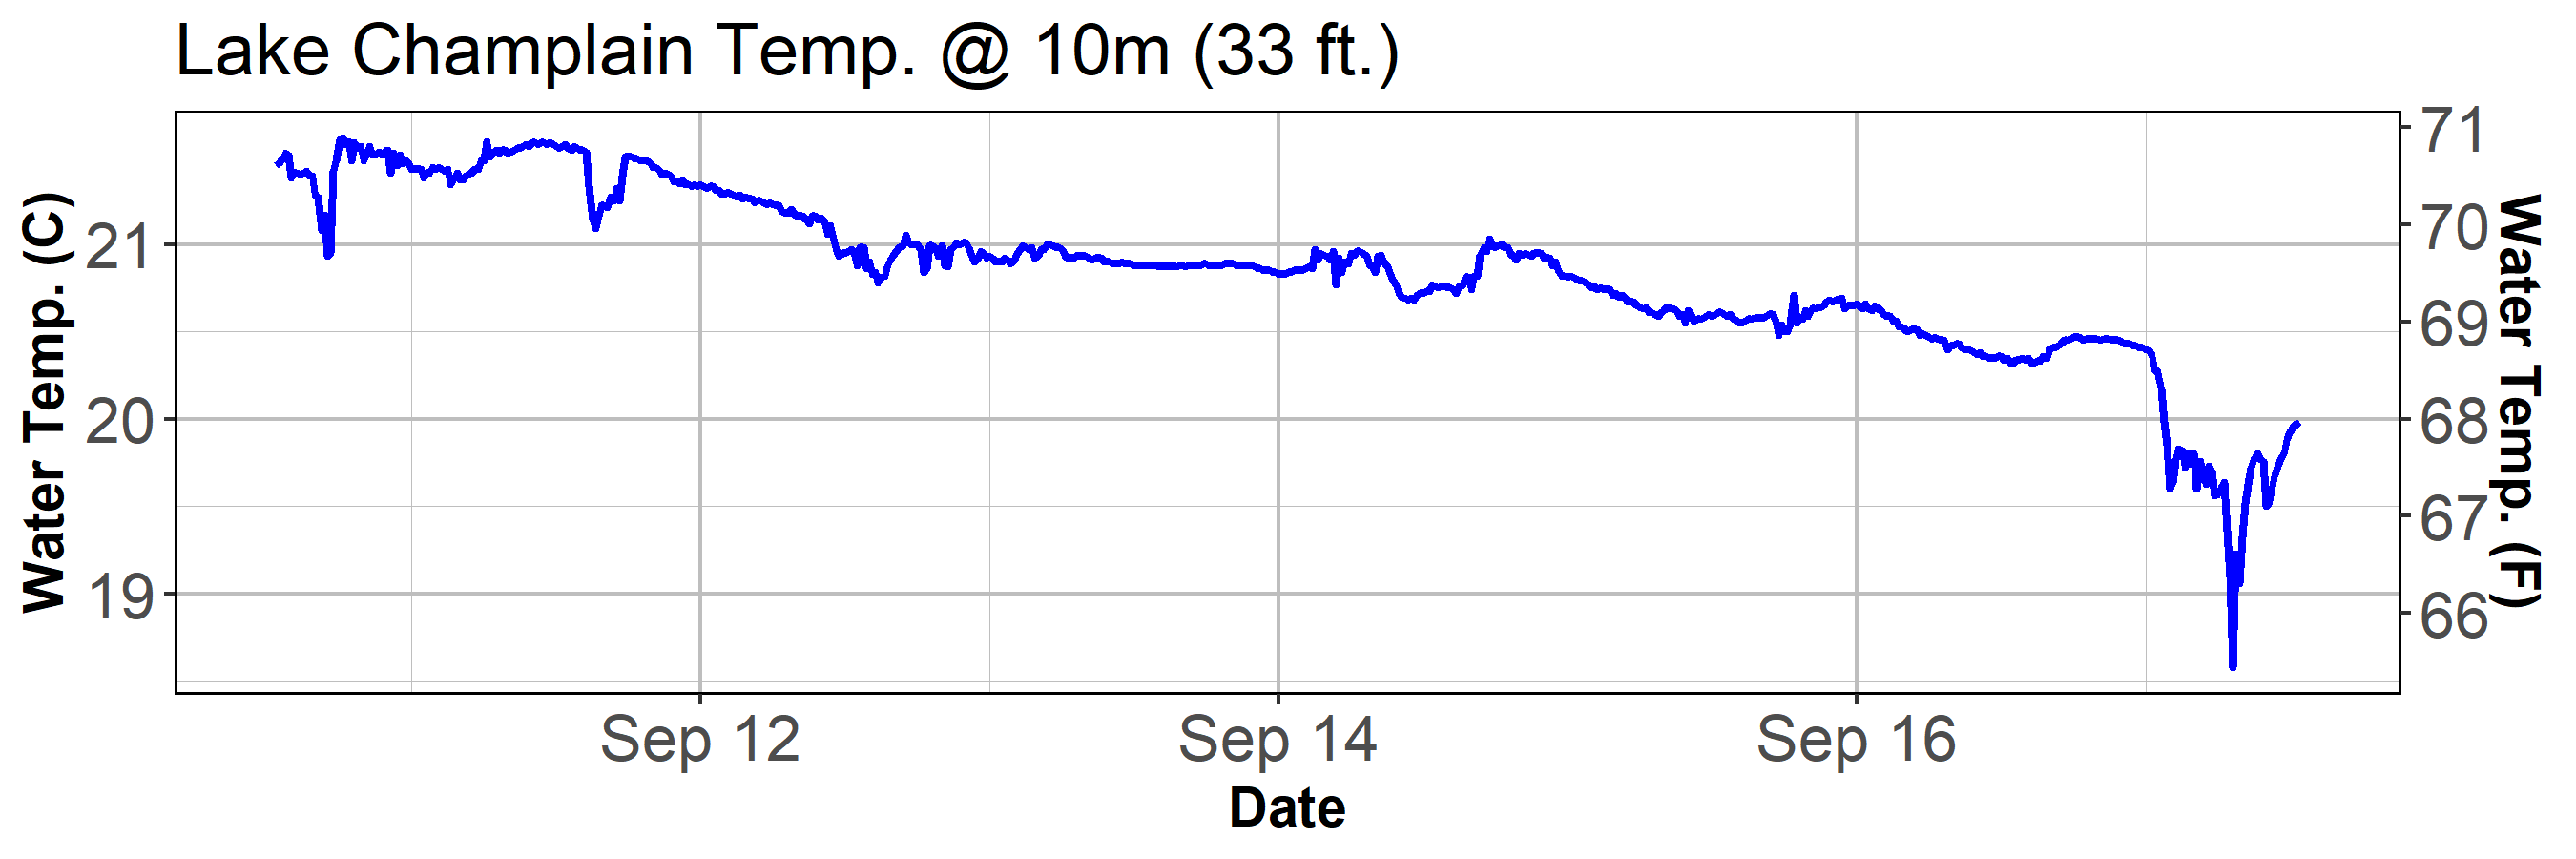 Lake Champlain Temp. @ 10m (33 ft.)
Water Temp. (C)
21
20
19
71
70
69
68
67
66
Water Temp. (F)
Sep 12
Sep 14
Sep 16
Date